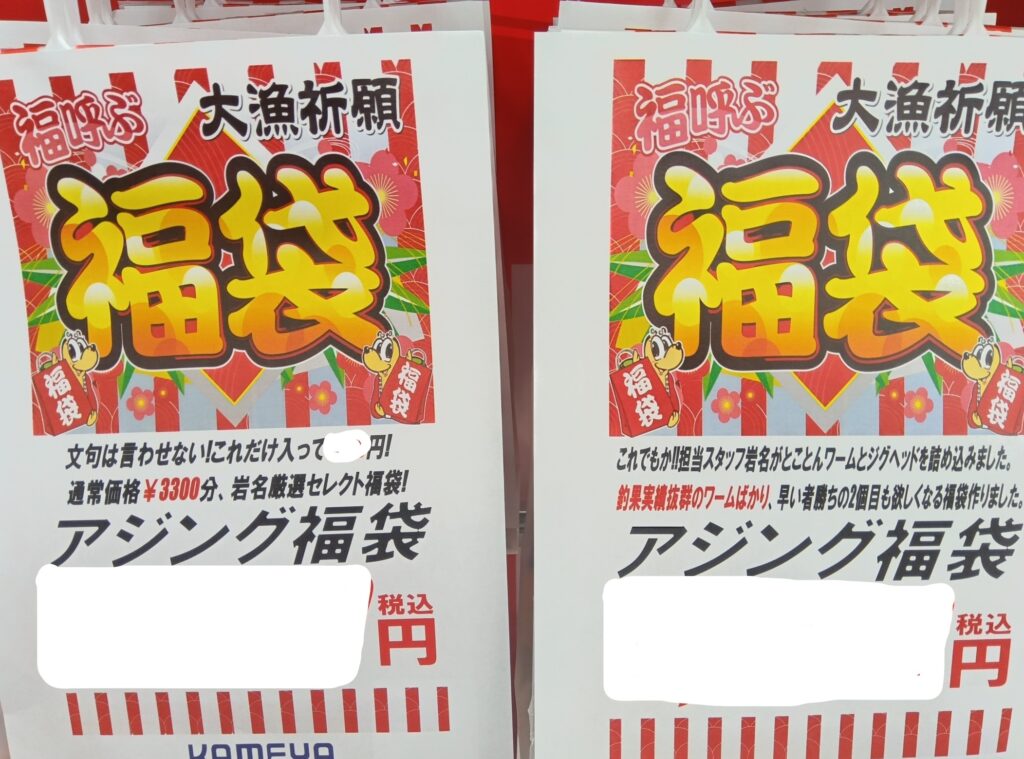 福呼ぶ 大漁祈願
福袋
福袋
福袋
文句は言わせない!これだけ入って円!
通常価格¥3300分、岩名厳選セレクト福袋!
アジング福袋
税込
円
KAMEYA
福呼ぶ 大漁祈願
福袋
福袋
福袋
これでもか!!担当スタッフ岩名がとことんワームとジグヘッドを詰め込みました。
釣果実績抜群のワームばかり、早い者勝ちの2個目も欲しくなる福袋作りました。
アジング福袋
税込
円